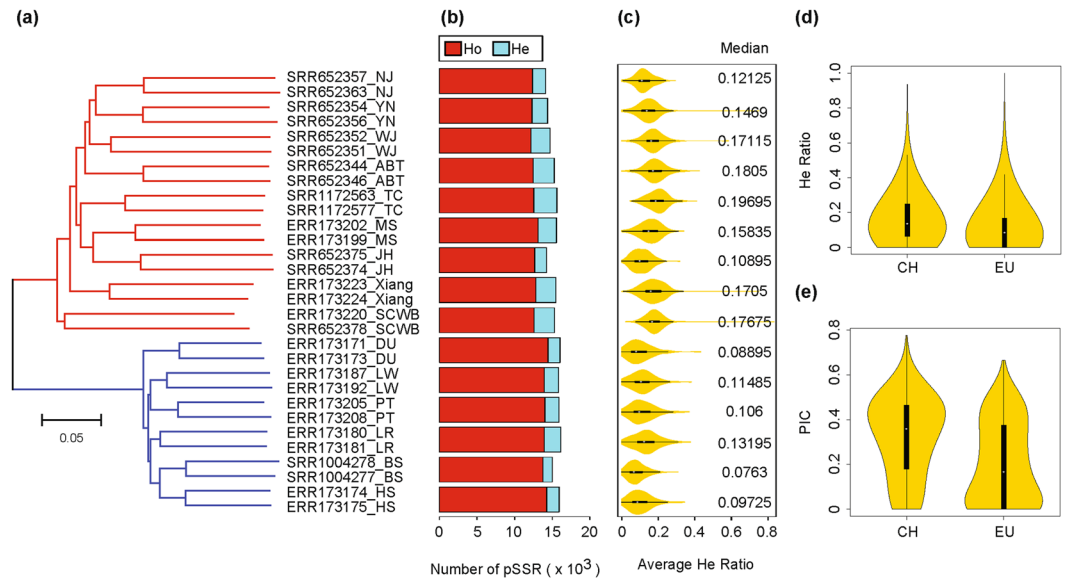 (a)
SRR652357_NJ
SRR652363_NJ
SRR652354_YN
SRR652356_YN
SRR652352_WJ
SRR652351_WJ
SRR652344_ABT
SRR652346_ABT
SRR1172563_TC
SRR1172577_TC
ERR173202_MS
ERR173199_MS
SRR652375_JH
SRR652374_JH
ERR173223_Xiang
ERR173224_Xiang
ERR173220_SCWB
SRR652378_SCWB
ERR173171_DU
ERR173173_DU
ERR173187_LW
ERR173192_LW
ERR173205_PT
ERR173208_PT
ERR173180_LR
ERR173181_LR
SRR1004278_BS
SRR1004277_BS
ERR173174_HS
ERR173175_HS
0.05
(b)
Ho He
0 5 10 15 20
Number of pSSR ( x 10³)
(c)
Median
0.12125
0.1469
0.17115
0.1805
0.19695
0.15835
0.10895
0.1705
0.17675
0.08895
0.11485
0.106
0.13195
0.0763
0.09725
0 0.2 0.4 0.6 0.8
Average He Ratio
(d)
He Ratio
1.0
0.8
0.6
0.4
0.2
0
CH EU
(e)
PIC
0.8
0.6
0.4
0.2
0
CH EU